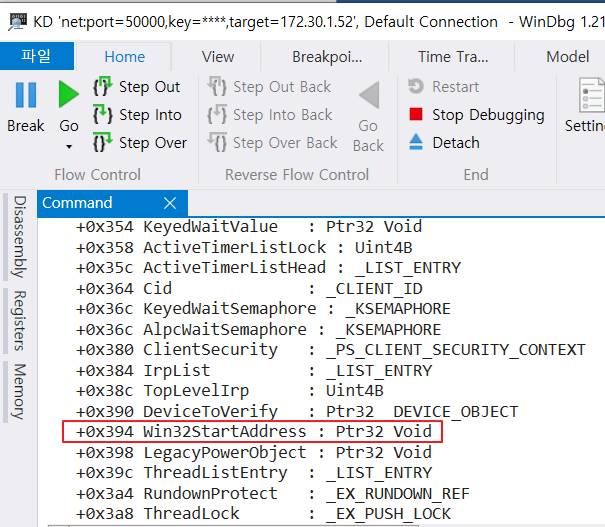 KD 'net:port=50000,key=****,target=172.30.1.52', Default Connection - WinDbg 1.21
파일 Home View Breakpoi... Time Tra... Model
Break
Go
Step Out
Step Into
Step Over
Flow Control
Step Out Back
Step Into Back
Step Over Back
Go Back
Reverse Flow Control
Restart
Stop Debugging
Detach
End
Settin
Disassembly
Registers
Memory
Command
+0x354 KeyedWaitValue : Ptr32 Void
+0x358 ActiveTimerListLock : Uint4B
+0x35c ActiveTimerListHead : _LIST_ENTRY
+0x364 Cid : _CLIENT_ID
+0x36c KeyedWaitSemaphore : _KSEMAPHORE
+0x36c AlpcWaitSemaphore : _KSEMAPHORE
+0x380 ClientSecurity : _PS_CLIENT_SECURITY_CONTEXT
+0x384 IrpList : _LIST_ENTRY
+0x38c TopLevelIrp : Uint4B
+0x390 DeviceToVerify : Ptr32 _DEVICE_OBJECT
+0x394 Win32StartAddress : Ptr32 Void
+0x398 LegacyPowerObject : Ptr32 Void
+0x39c ThreadListEntry : _LIST_ENTRY
+0x3a4 RundownProtect : _EX_RUNDOWN_REF
+0x3a8 ThreadLock : _EX_PUSH_LOCK